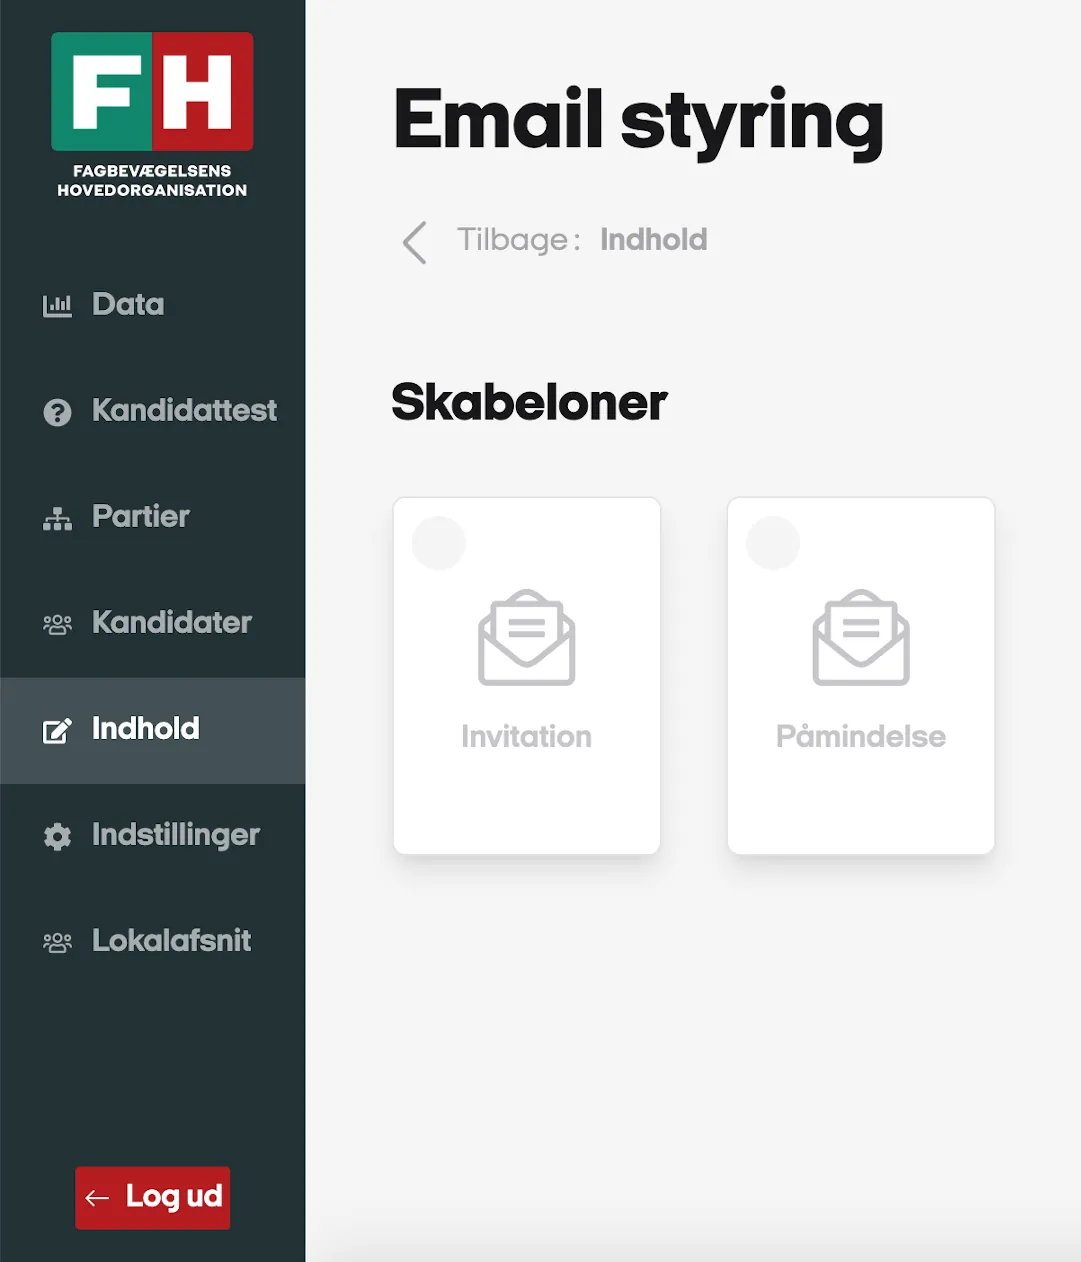 FH
FAGBEVÆGELSENS
HOVEDORGANISATION
Data
Kandidattest
Partier
Kandidater
Indhold
Indstillinger
Lokalafsnit
Log ud
Email styring
Tilbage: Indhold
Skabeloner
Invitation
Påmindelse